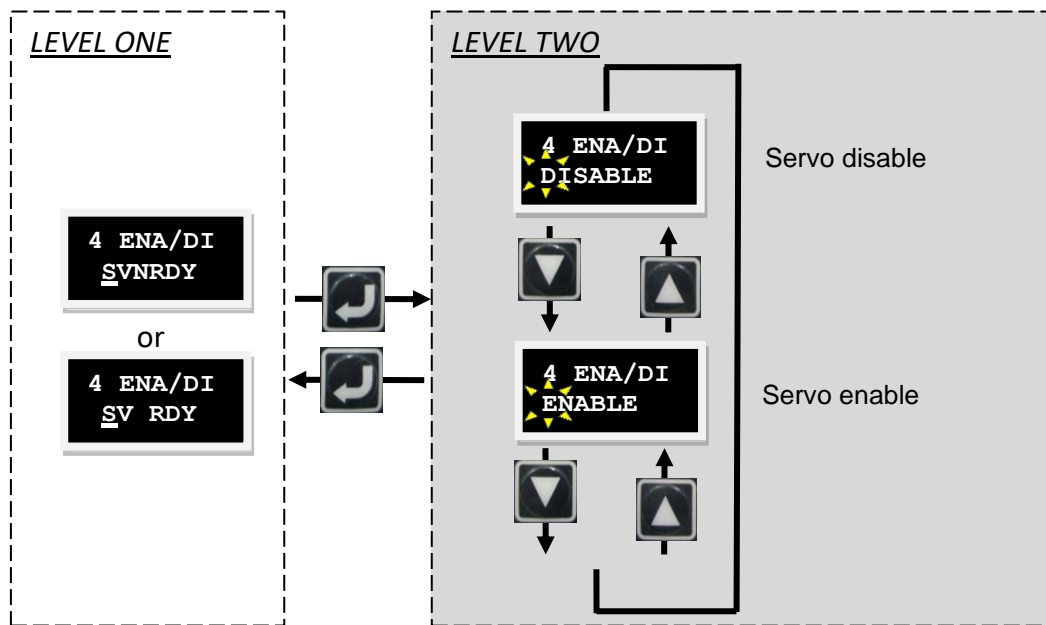 LEVEL ONE
4 ENA/DI
SVNRDY
or
4 ENA/DI
SV RDY
LEVEL TWO
4 ENA/DI
DISABLE
Servo disable
4 ENA/DI
ENABLE
Servo enable